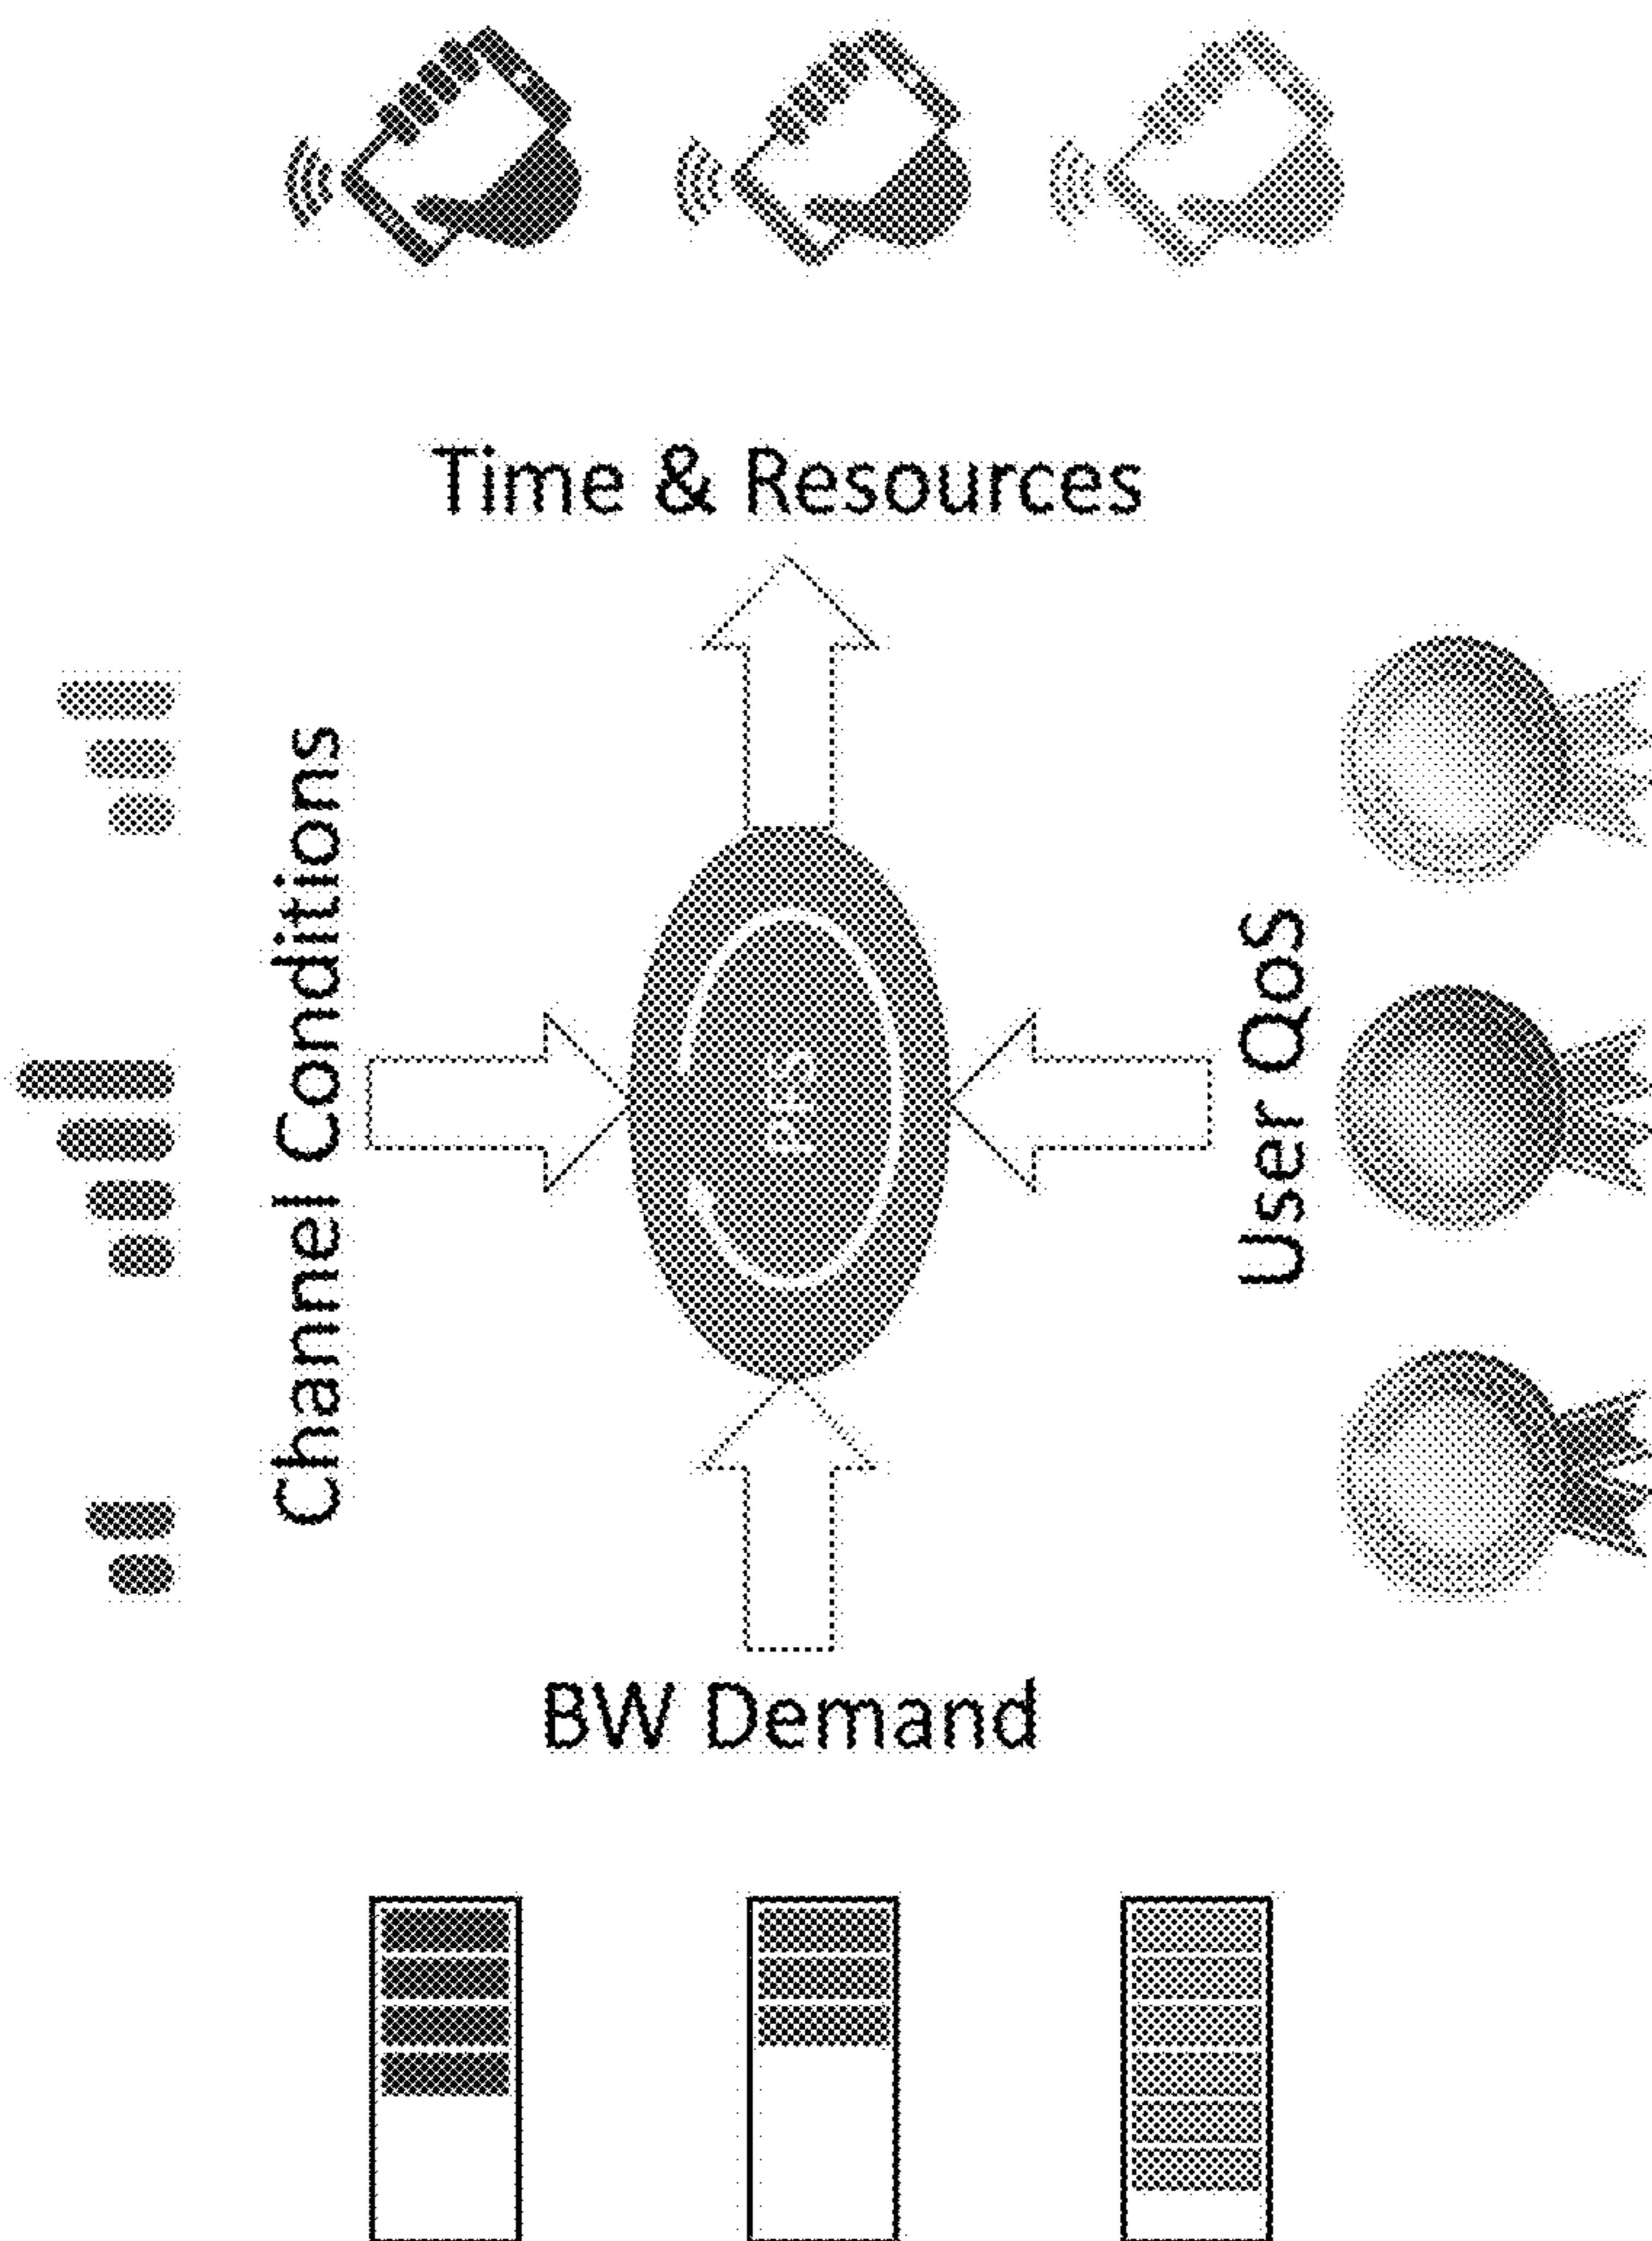 Time & Resources
Channel Conditions
User QoS
BW Demand